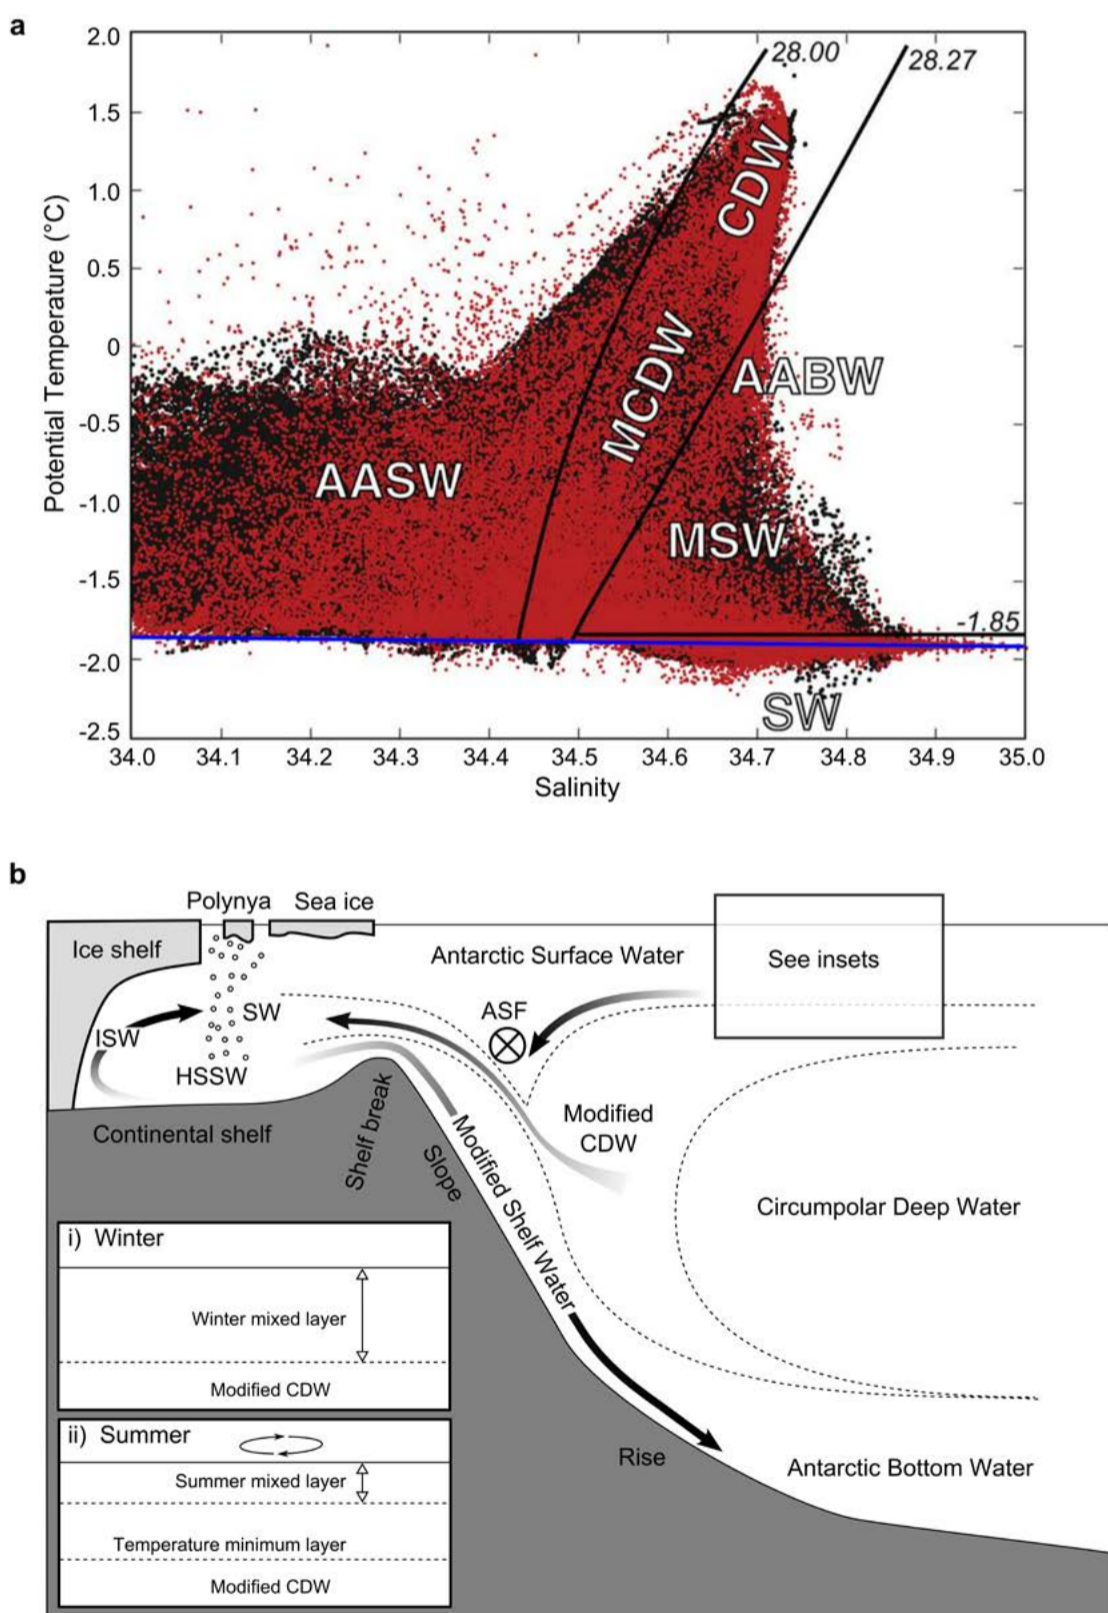 a
2.0
1.5
1.0
0.5
0
-0.5
-1.0
-1.5
-2.0
-2.5
Potential Temperature (°C)
28.00
28.27
CDW
MCDW
AABW
AASW
MSW
-1.85
SW
34.0 34.1 34.2 34.3 34.4 34.5 34.6 34.7 34.8 34.9 35.0
Salinity
b
Polynya Sea ice
Ice shelf
Antarctic Surface Water
See insets
ISW
SW
HSSW
ASF
Modified
CDW
Continental shelf
Shelf break
Slope
Modified Shelf Water
Circumpolar Deep Water
Rise
Antarctic Bottom Water
i) Winter
Winter mixed layer
Modified CDW
ii) Summer
Summer mixed layer
Temperature minimum layer
Modified CDW